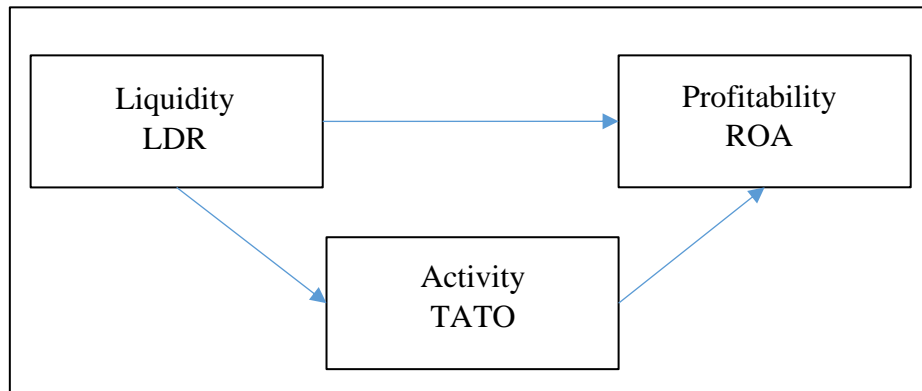 Liquidity
LDR
Profitability
ROA
Activity
TATO